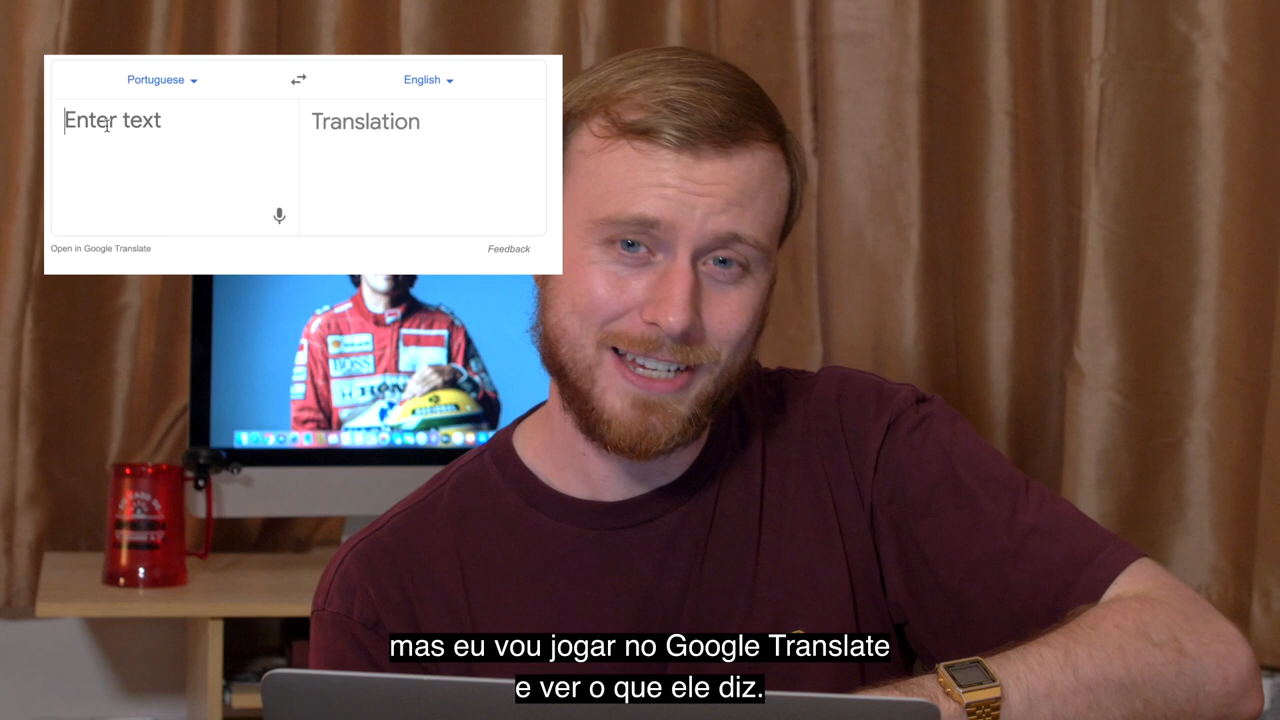 Portuguese
English
Enter text
Translation
Open in Google Translate
Feedback
BOSS
mas eu vou jogar no Google Translate
e ver o que ele diz.